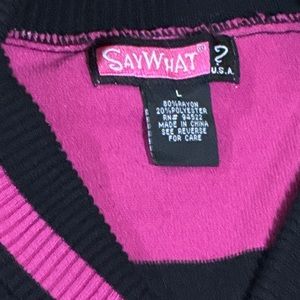 SAYWHAT® ?
U.S.A.
L
80%RAYON
20%POLYESTER
RN# 94522
MADE IN CHINA
SEE REVERSE
FOR CARE